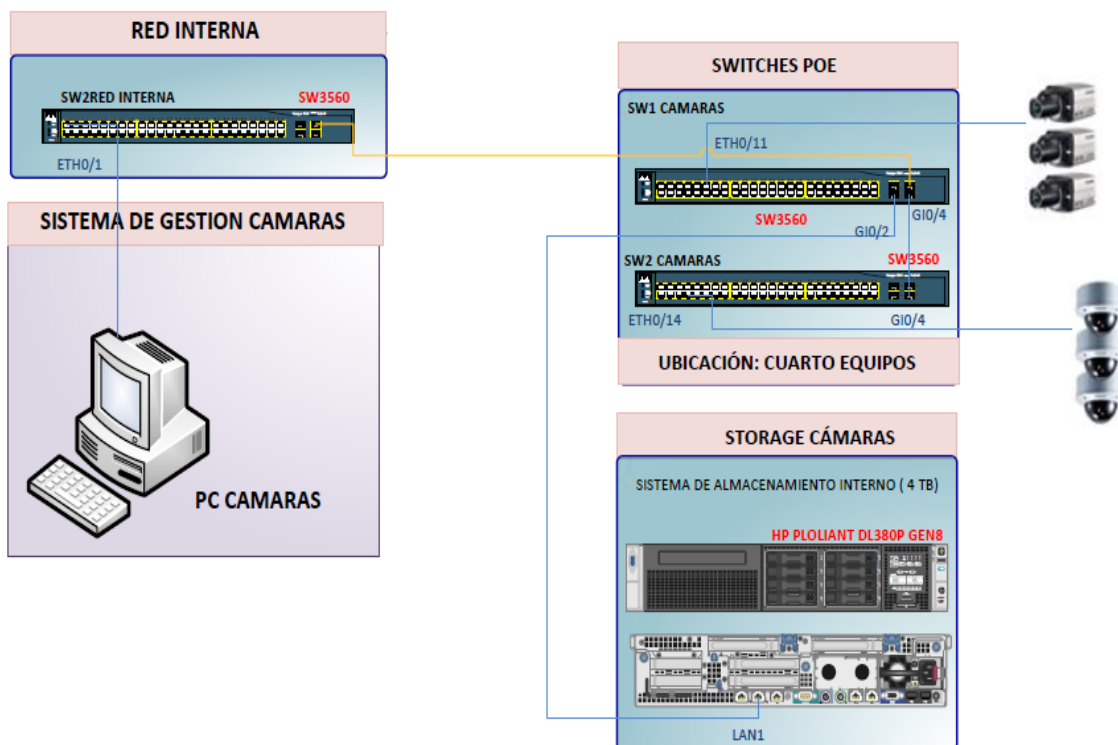 RED INTERNA
SW2RED INTERNA
SW3560
ETH0/1
SISTEMA DE GESTION CAMARAS
PC CAMARAS
SWITCHES POE
SW1 CAMARAS
ETH0/11
SW3560
GI0/2
GI0/4
SW2 CAMARAS
SW3560
ETH0/14
GI0/4
UBICACIÓN: CUARTO EQUIPOS
STORAGE CÁMARAS
SISTEMA DE ALMACENAMIENTO INTERNO ( 4 TB)
HP PLOLIANT DL380P GEN8
LAN1